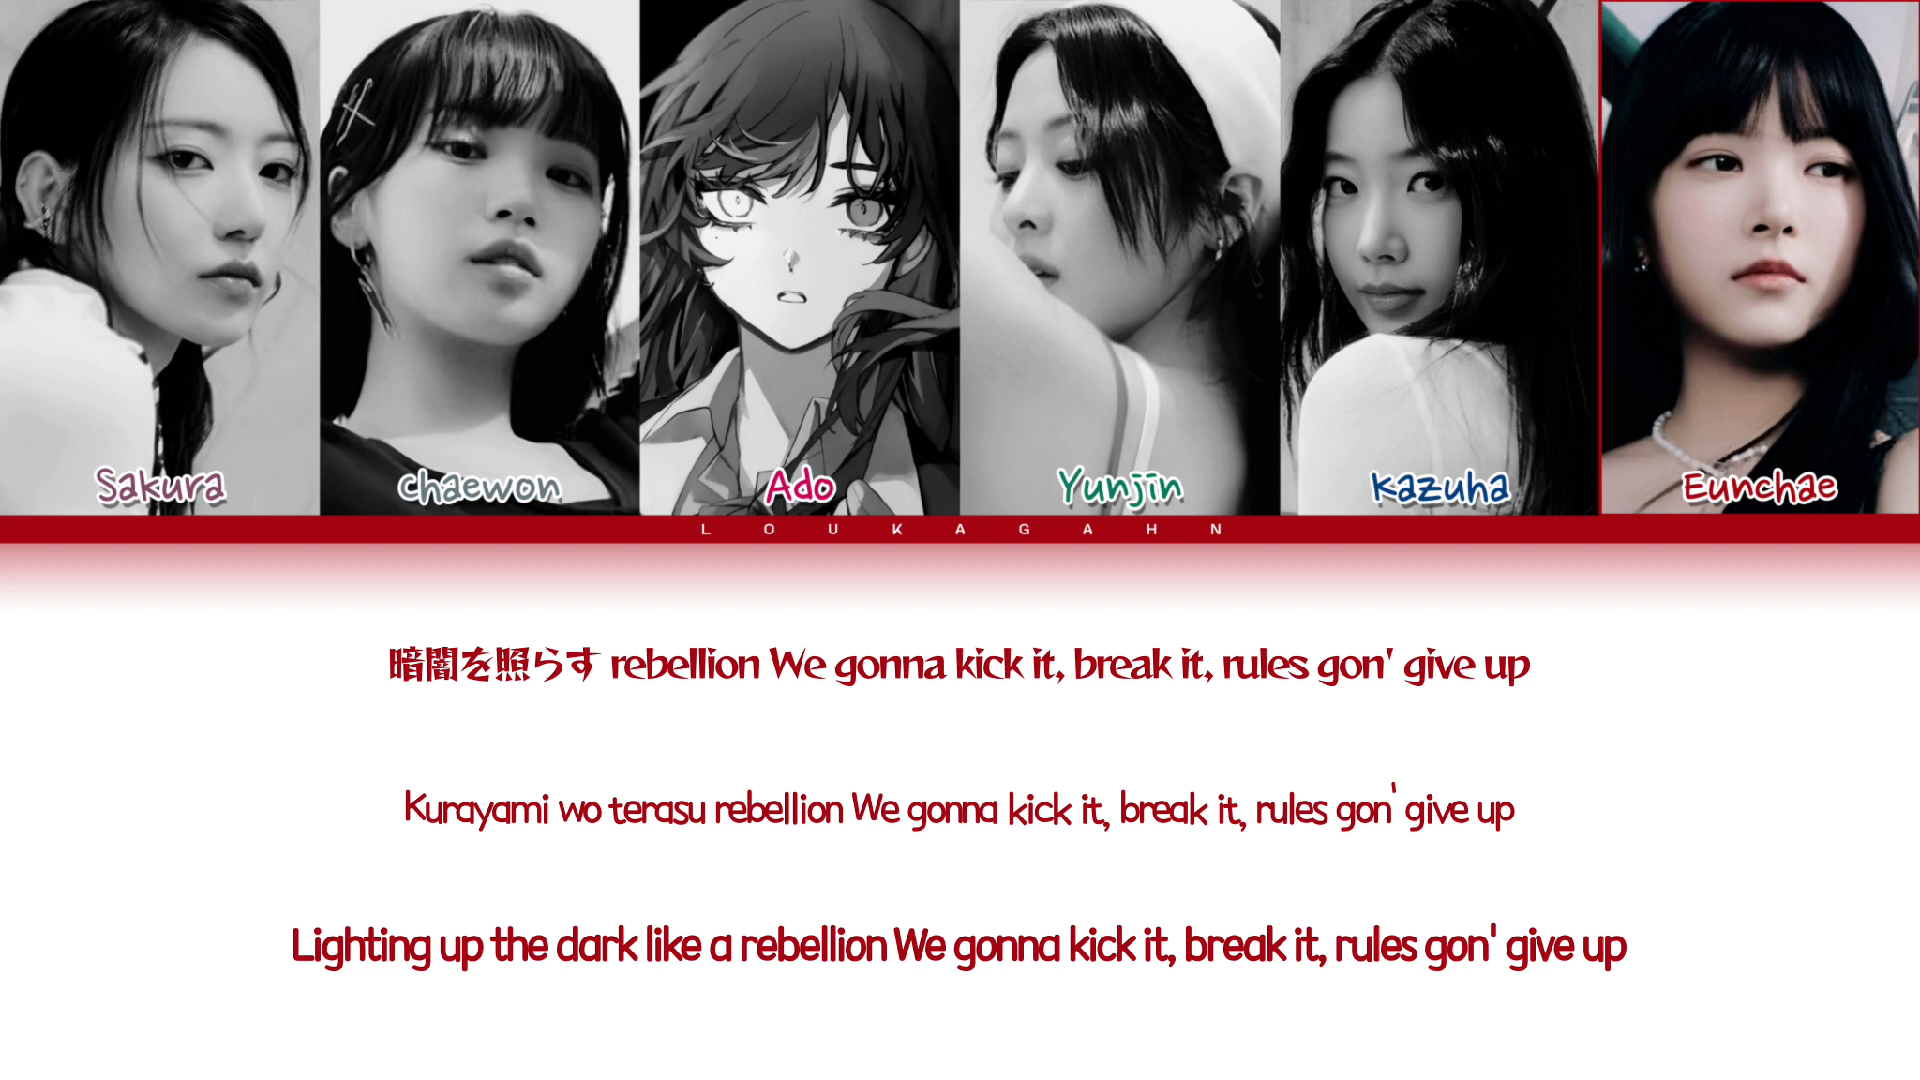 Sakura
chaewon
Ado
Yunjin
Kazuha
Eunchae
LOUKAGAHN
暗闇を照らす rebellion We gonna kick it, break it, rules gon' give up
Kurayami wo terasu rebellion We gonna kick it, break it, rules gon' give up
Lighting up the dark like a rebellion We gonna kick it, break it, rules gon' give up